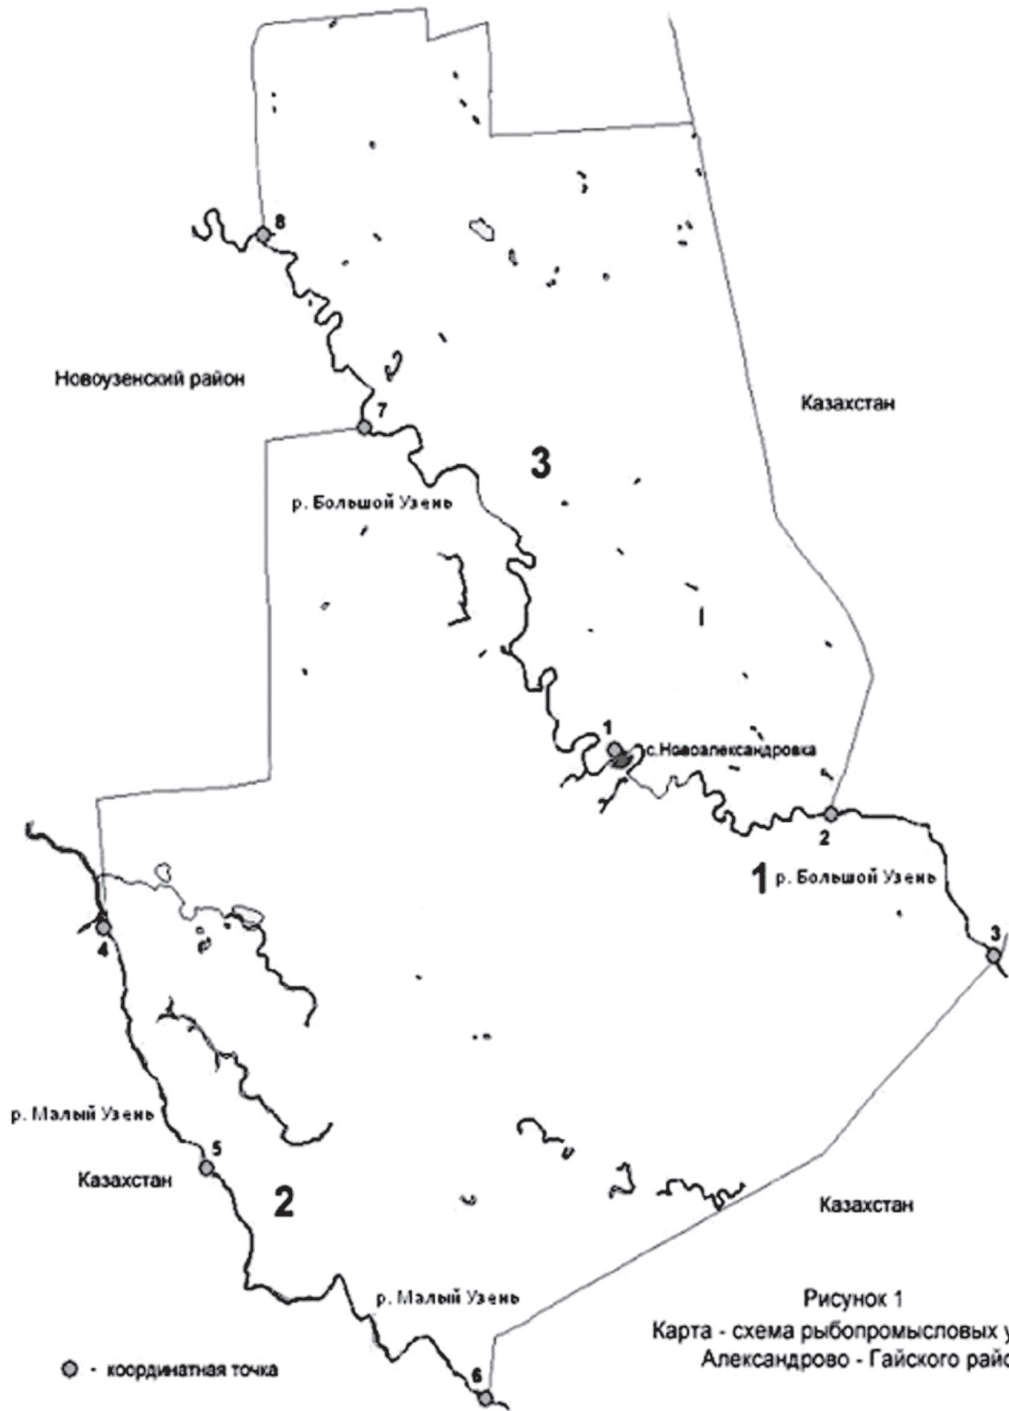 8
Новоузенский район
Казахстан
7
3
р. Большой Узень
1
с.Новоалександровка
2
1 р. Большой Узень
3
4
р. Малый Узень
5
Казахстан
2
Казахстан
р. Малый Узень
Рисунок 1
Карта - схема рыбопромысловых
Александрово - Гайского
6
- координатная точка